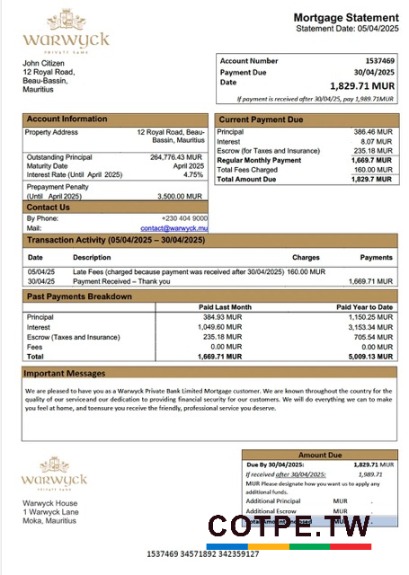 WARWYCK
PRIVATE BANK
Mortgage Statement
Statement Date: 05/04/2025
John Citizen
12 Royal Road,
Beau-Bassin,
Mauritius
Account Number 1537469
Payment Due 30/04/2025
Date
1,829.71 MUR
If payment is received after 30/04/25, pay 1,989.71MUR
Account Information
Property Address 12 Royal Road, Beau-
Bassin, Mauritius
Outstanding Principal 264,776.43 MUR
Maturity Date April 2025
Interest Rate (Until April 2025) 4.75%
Prepayment Penalty
(Until April 2025) 3,500.00 MUR
Contact Us
By Phone: +230 404 9000
Mail: contact@warwyck.mu
Current Payment Due
Principal 386.46 MUR
Interest 8.07 MUR
Escrow (for Taxes and Insurance) 235.18 MUR
Regular Monthly Payment 1,669.7 MUR
Total Fees Charged 160.00 MUR
Total Amount Due 1,829.7 MUR
Transaction Activity (05/04/2025 – 30/04/2025)
Date Description Charges Payments
05/04/25 Late Fees (charged because payment was received after 30/04/2025) 160.00 MUR
30/04/25 Payment Received – Thank you 1,669.71 MUR
Past Payments Breakdown
Paid Last Month Paid Year to Date
Principal 384.93 MUR 1,150.25 MUR
Interest 1,049.60 MUR 3,153.34 MUR
Escrow (Taxes and Insurance) 235.18 MUR 705.54 MUR
Fees 0.00 MUR 0.00 MUR
Total 1,669.71 MUR 5,009.13 MUR
Important Messages
We are pleased to have you as a Warwyck Private Bank Limited Mortgage customer. We are known throughout the country for the
quality of our serviceand our dedication to providing financial security for our customers. We will do everything we can to make
you feel at home, and toensure you receive the friendly, professional service you deserve.
WARWYCK
PRIVATE BANK
Warwyck House
1 Warwyck Lane
Moka, Mauritius
Amount Due
Due By 30/04/2025: 1,829.71 MUR
If received after 30/04/2025: 1,989.71
MUR Please designate how you want us to apply any
additional funds.
Additional Principal MUR .
Additional Escrow MUR .
MUR .
COTPE.TW
1537469 34571892 342359127